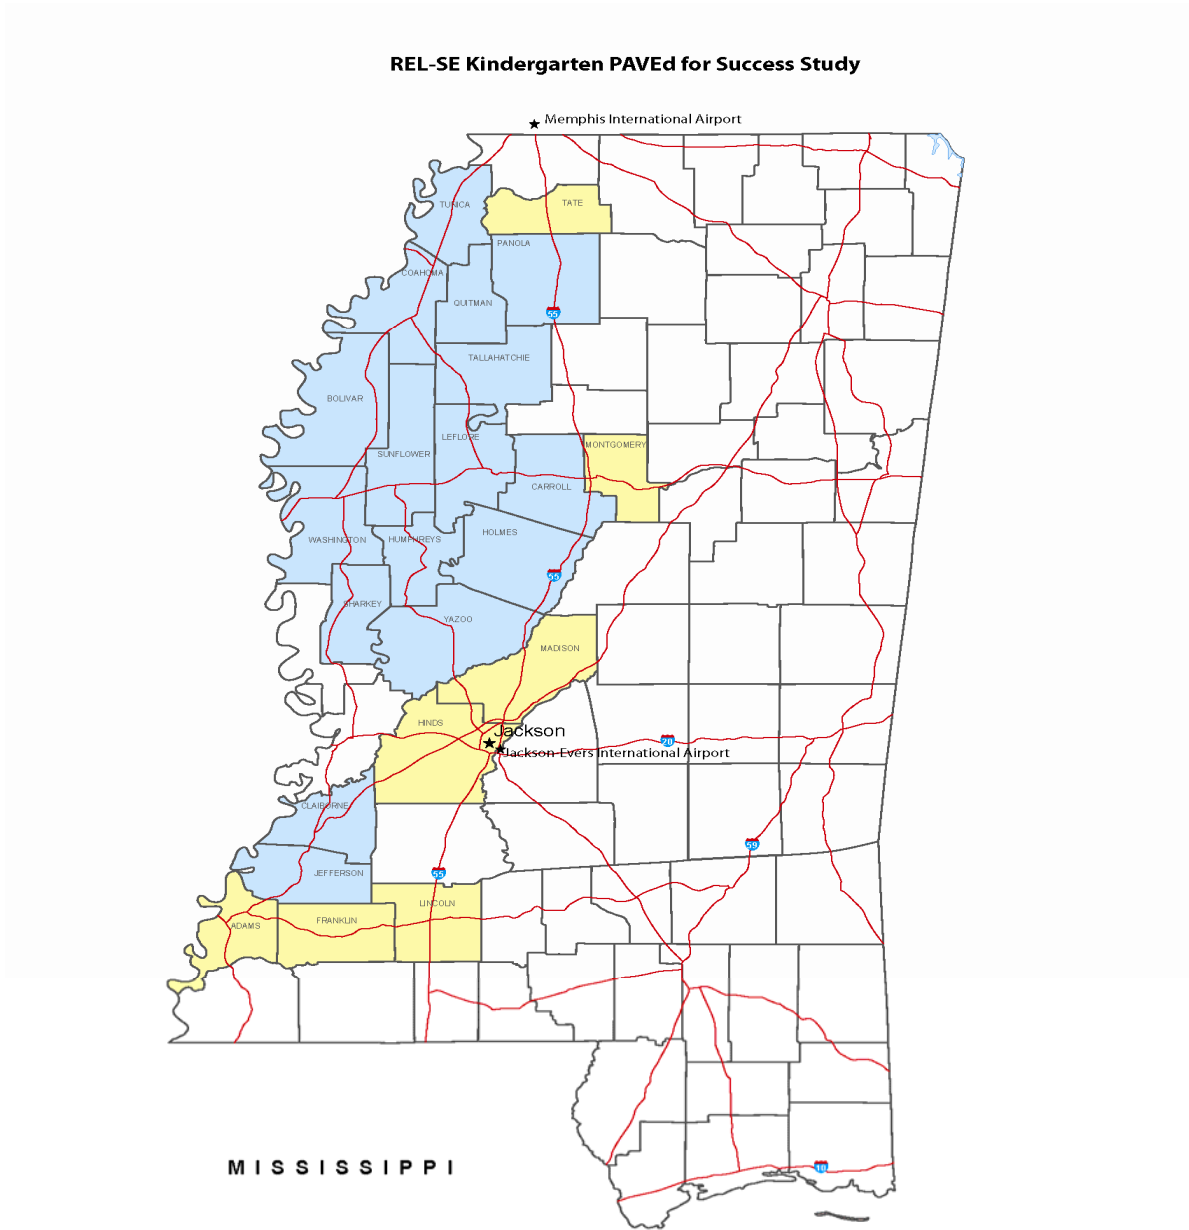 REL-SE Kindergarten PAVEd for Success Study
Memphis International Airport
TUNICA
TATE
PANOLA
COAHOMA
QUITMAN
55
TALLAHATCHIE
BOLIVAR
LEFLORE
MONTGOMERY
SUNFLOWER
CARROLL
WASHINGTON
HUMPHREYS
HOLMES
55
SHARKEY
YAZOO
MADISON
HINDS
Jackson
20
Jackson-Evers International Airport
CLAIBORNE
59
JEFFERSON
55
LINCOLN
FRANKLIN
ADAMS
MISSISSIPPI
10